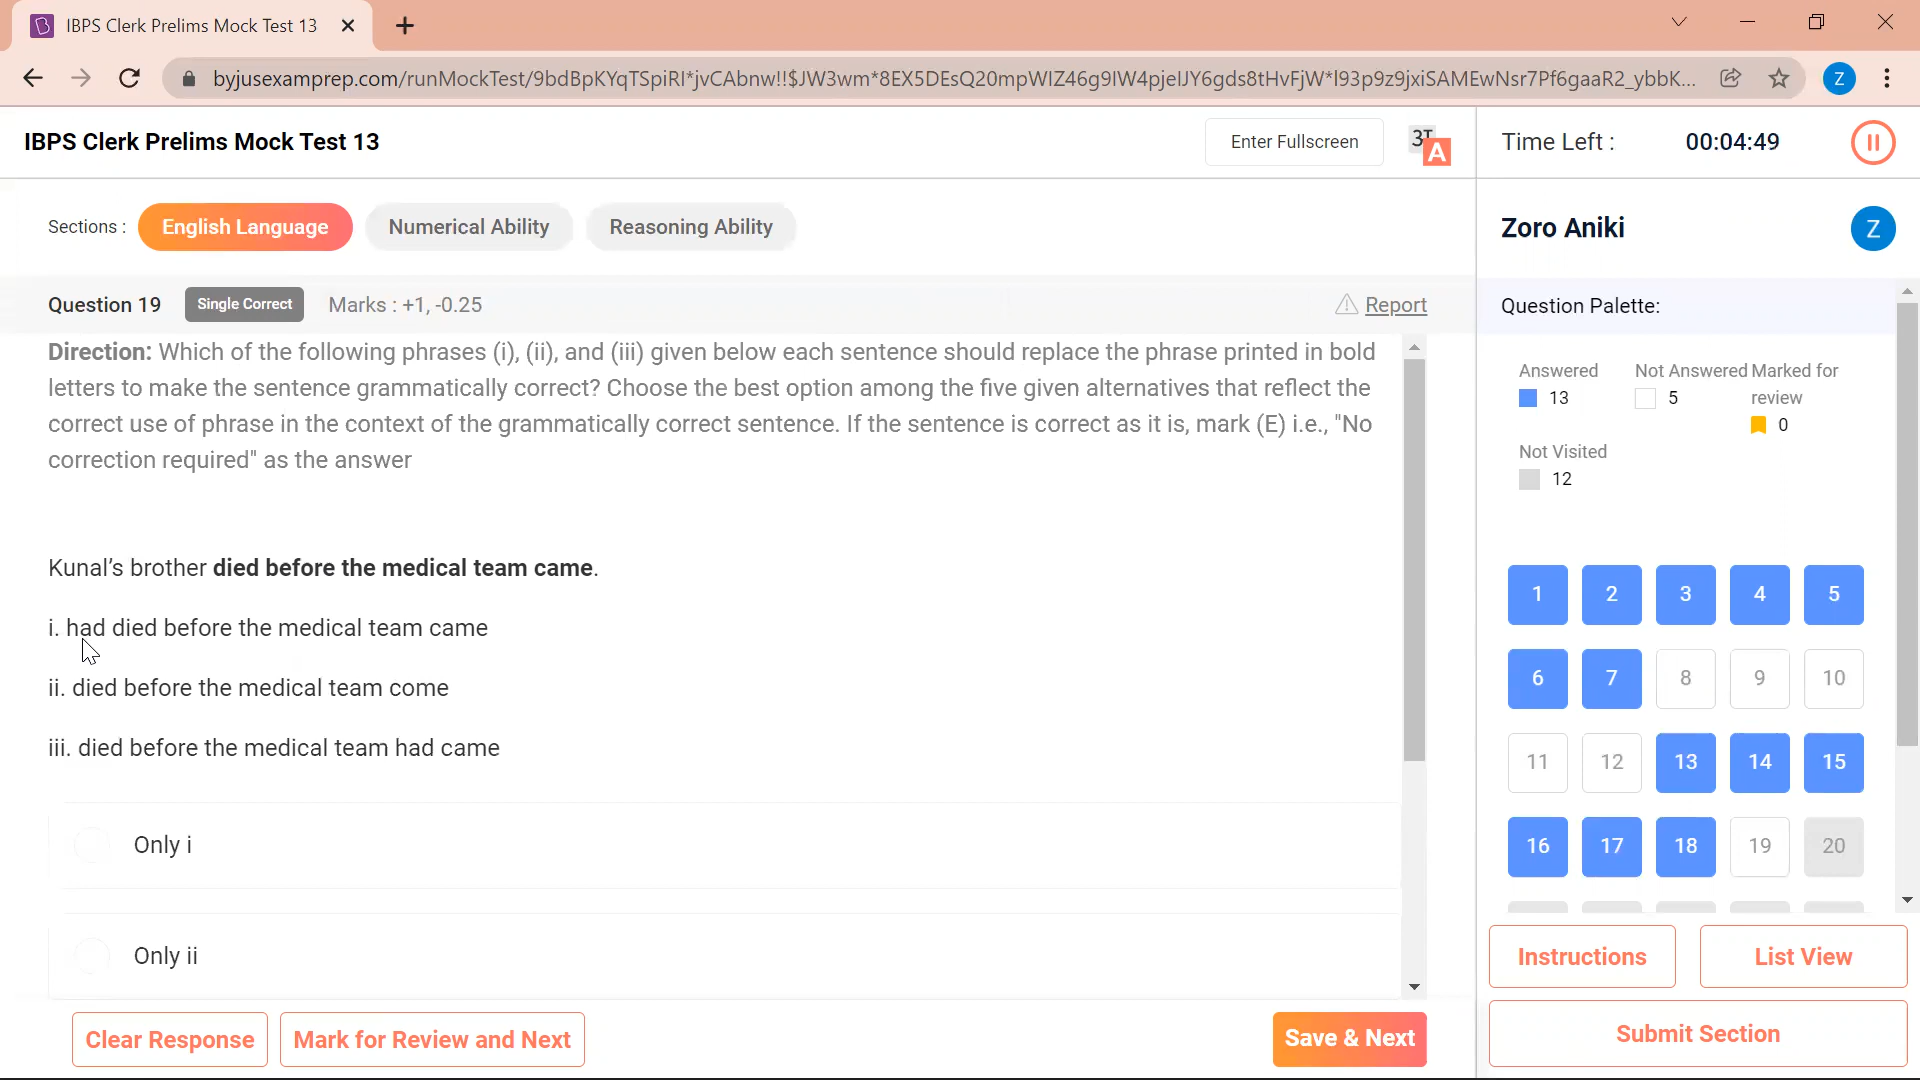 IBPS Clerk Prelims Mock Test 13
byjusexamprep.com/runMockTest/9bdBpKYqTSpiRI*jvCAbnw!!$JW3wm*8EX5DEsQ20mpWIZ46g9IW4pjeIJY6gds8tHvFjW*I93p9z9jxiSAMEwNsr7Pf6gaaR2_ybbK...
Z
IBPS Clerk Prelims Mock Test 13
Enter Fullscreen
A
Time Left :
00:04:49
Sections :
English Language
Numerical Ability
Reasoning Ability
Zoro Aniki
Z
Question 19
Single Correct
Marks : +1, -0.25
Report
Question Palette:
Direction: Which of the following phrases (i), (ii), and (iii) given below each sentence should replace the phrase printed in bold
letters to make the sentence grammatically correct? Choose the best option among the five given alternatives that reflect the
correct use of phrase in the context of the grammatically correct sentence. If the sentence is correct as it is, mark (E) i.e., "No
correction required" as the answer
Kunal’s brother died before the medical team came.
i. had died before the medical team came
ii. died before the medical team come
iii. died before the medical team had came
Only i
Only ii
Answered
13
Not Answered
5
Marked for
review
0
Not Visited
12
1 2 3 4 5
6 7 8 9 10
11 12 13 14 15
16 17 18 19 20
Clear Response
Mark for Review and Next
Save & Next
Instructions
List View
Submit Section